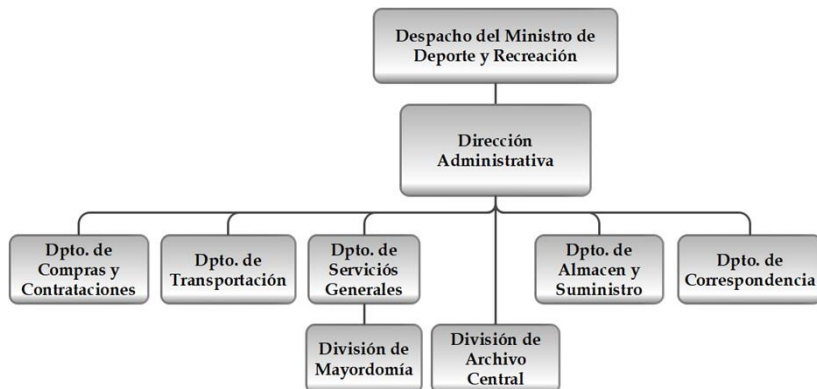 Despacho del Ministro de
Deporte y Recreación
Dirección
Administrativa
Dpto. de
Compras y
Contrataciones
Dpto. de
Transportación
Dpto. de
Serviciós
Generales
Dpto. de
Almacen y
Suministro
Dpto. de
Correspondencia
División de
Mayordomía
División de
Archivo
Central